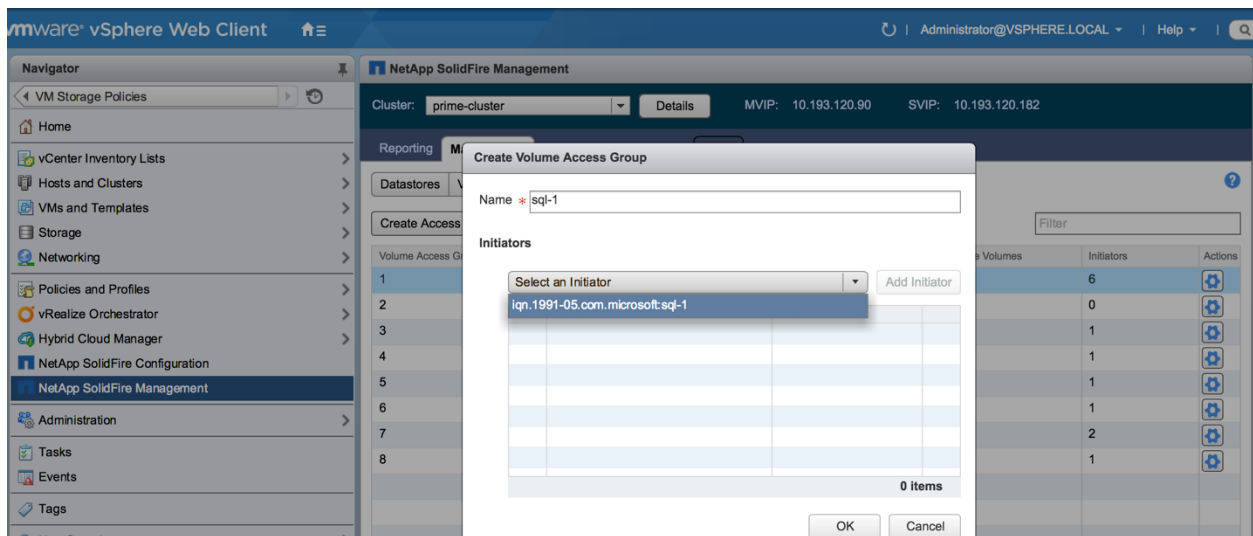 vmware® vSphere Web Client
Administrator@VSPHERE.LOCAL
Help
Navigator
VM Storage Policies
Home
vCenter Inventory Lists
Hosts and Clusters
VMs and Templates
Storage
Networking
Policies and Profiles
vRealize Orchestrator
Hybrid Cloud Manager
NetApp SolidFire Configuration
NetApp SolidFire Management
Administration
Tasks
Events
Tags
NetApp SolidFire Management
Cluster: prime-cluster Details MVIP: 10.193.120.90 SVIP: 10.193.120.182
Reporting
Datastores
Create Access
Filter
Volume Access
Volumes Initiators Actions
1 6
2 0
3 1
4 1
5 1
6 1
7 2
8 1
Create Volume Access Group
Name * sql-1
Initiators
Select an Initiator Add Initiator
iqn.1991-05.com.microsoft:sql-1
0 items
OK Cancel